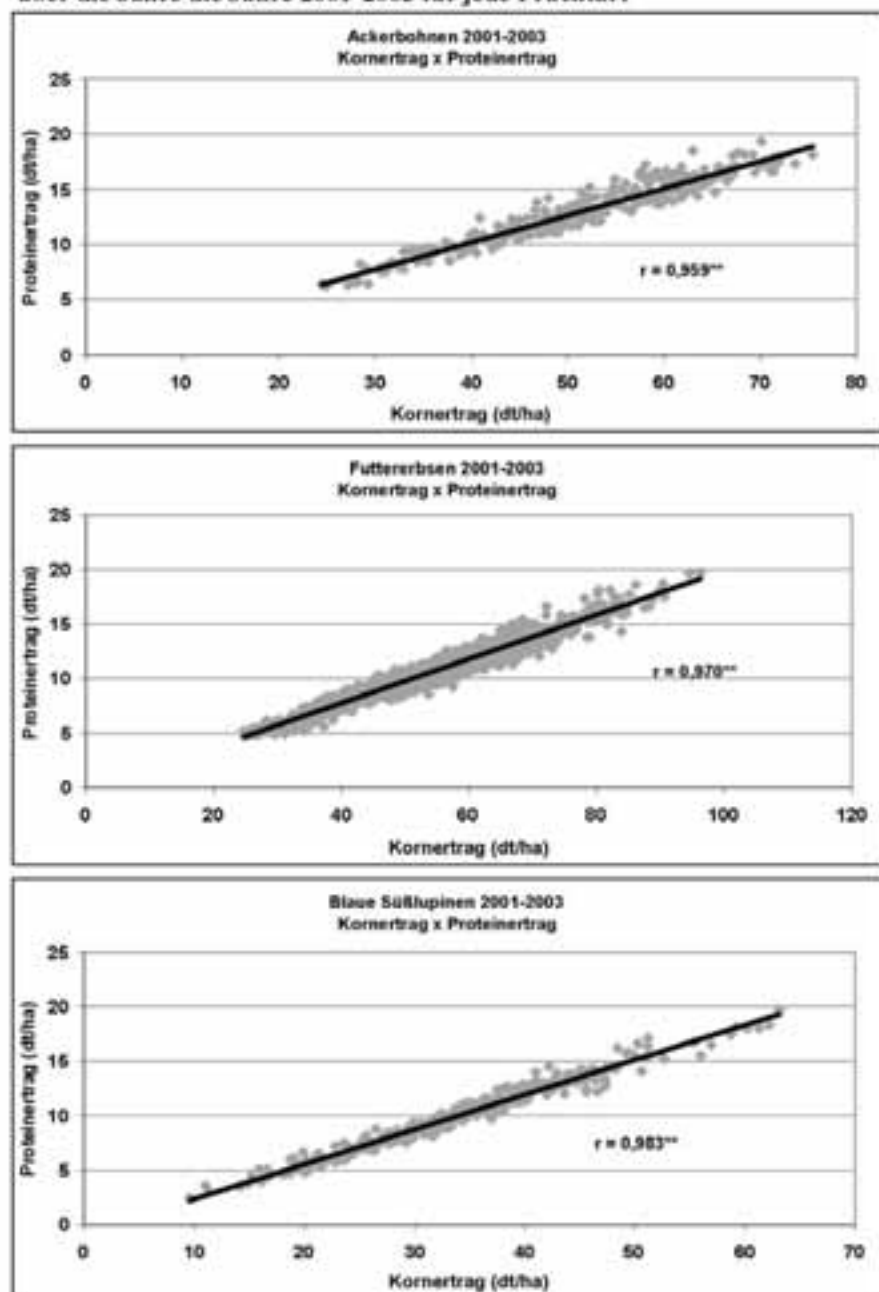 Ackerbohnen 2001-2003
Kornertrag x Proteinertrag
Proteinertrag (dt/ha)
25
20
15
10
5
0
0 10 20 30 40 50 60 70 80
r = 0,959**
Kornertrag (dt/ha)
Futtererbsen 2001-2003
Kornertrag x Proteinertrag
Proteinertrag (dt/ha)
25
20
15
10
5
0
0 20 40 60 80 100 120
r = 0,970**
Kornertrag (dt/ha)
Blaue Süßlupinen 2001-2003
Kornertrag x Proteinertrag
Proteinertrag (dt/ha)
25
20
15
10
5
0
0 10 20 30 40 50 60 70
r = 0,983**
Kornertrag (dt/ha)